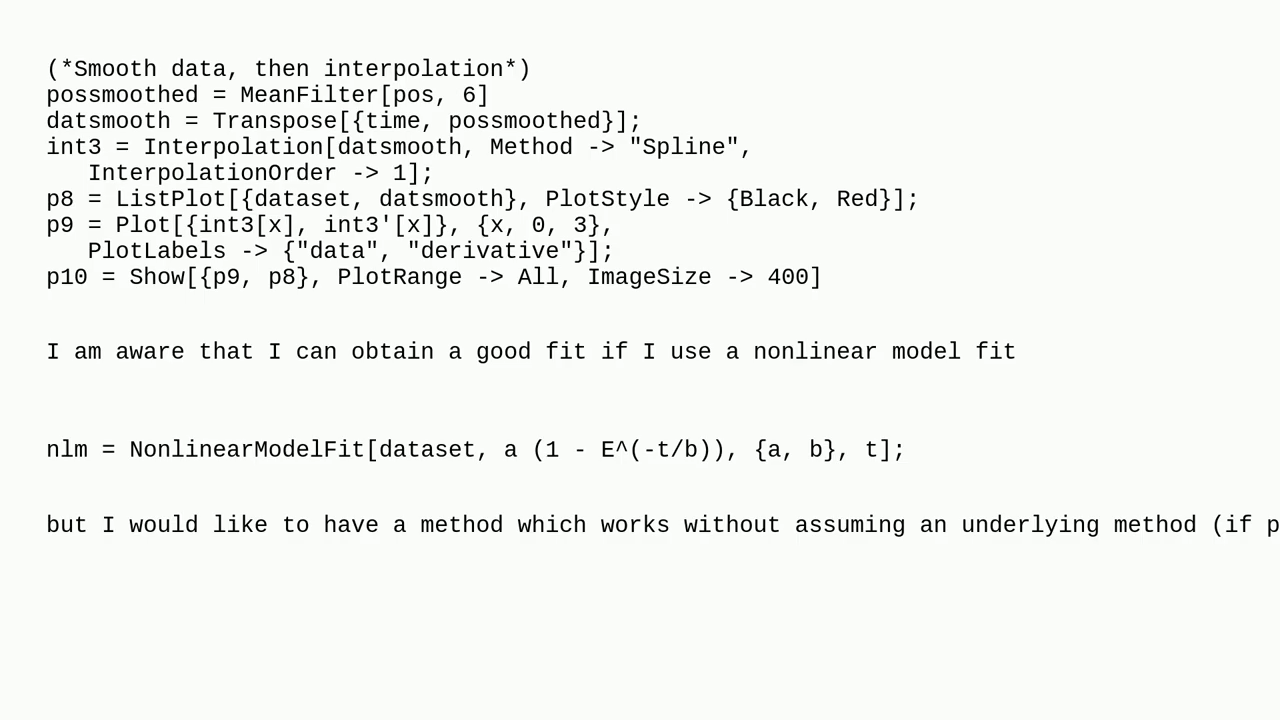 (*Smooth data, then interpolation*)
possmoothed = MeanFilter[pos, 6]
datsmooth = Transpose[{time, possmoothed}];
int3 = Interpolation[datsmooth, Method -> "Spline",
   InterpolationOrder -> 1];
p8 = ListPlot[{dataset, datsmooth}, PlotStyle -> {Black, Red}];
p9 = Plot[{int3[x], int3'[x]}, {x, 0, 3},
   PlotLabels -> {"data", "derivative"}];
p10 = Show[{p9, p8}, PlotRange -> All, ImageSize -> 400]
I am aware that I can obtain a good fit if I use a nonlinear model fit
nlm = NonlinearModelFit[dataset, a (1 - E^(-t/b)), {a, b}, t];
but I would like to have a method which works without assuming an underlying method (if p